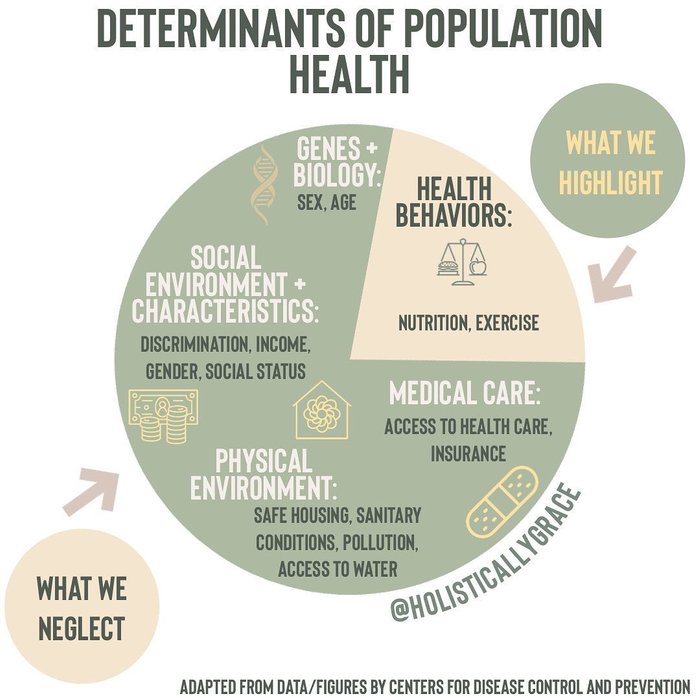 DETERMINANTS OF POPULATION
HEALTH
GENES +
BIOLOGY:
SEX, AGE
HEALTH
BEHAVIORS:
NUTRITION, EXERCISE
WHAT WE
HIGHLIGHT
SOCIAL
ENVIRONMENT +
CHARACTERISTICS:
DISCRIMINATION, INCOME,
GENDER, SOCIAL STATUS
MEDICAL CARE:
ACCESS TO HEALTH CARE,
INSURANCE
PHYSICAL
ENVIRONMENT:
SAFE HOUSING, SANITARY
CONDITIONS, POLLUTION,
ACCESS TO WATER
WHAT WE
NEGLECT
@HOLISTICALLYGRACE
ADAPTED FROM DATA/FIGURES BY CENTERS FOR DISEASE CONTROL AND PREVENTION